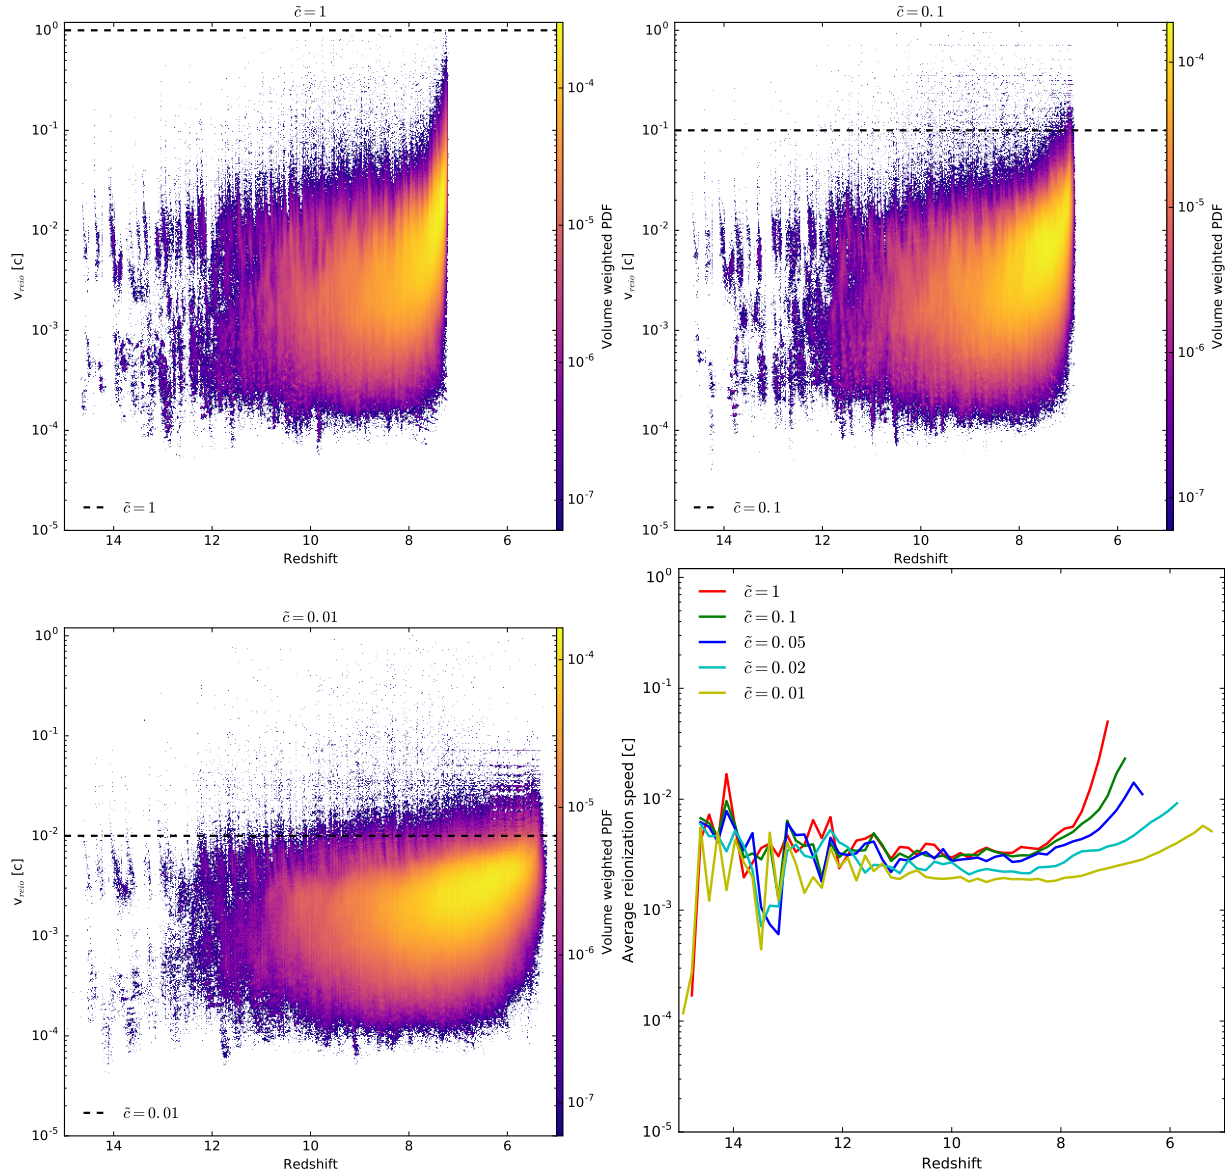 c̃ = 1
10⁰
10⁻¹
10⁻²
10⁻³
10⁻⁴
10⁻⁵
v_reio [c]
14 12 10 8 6
Redshift
c̃ = 1
10⁻⁴
10⁻⁵
10⁻⁶
10⁻⁷
Volume weighted PDF
c̃ = 0.1
10⁰
10⁻¹
10⁻²
10⁻³
10⁻⁴
10⁻⁵
v_reio [c]
14 12 10 8 6
Redshift
c̃ = 0.1
10⁻⁴
10⁻⁵
10⁻⁶
10⁻⁷
Volume weighted PDF
c̃ = 0.01
10⁰
10⁻¹
10⁻²
10⁻³
10⁻⁴
10⁻⁵
v_reio [c]
14 12 10 8 6
Redshift
c̃ = 0.01
10⁻⁴
10⁻⁵
10⁻⁶
10⁻⁷
Volume weighted PDF
10⁰
10⁻¹
10⁻²
10⁻³
10⁻⁴
10⁻⁵
Average reionization speed [c]
c̃ = 1
c̃ = 0.1
c̃ = 0.05
c̃ = 0.02
c̃ = 0.01
14 12 10 8 6
Redshift